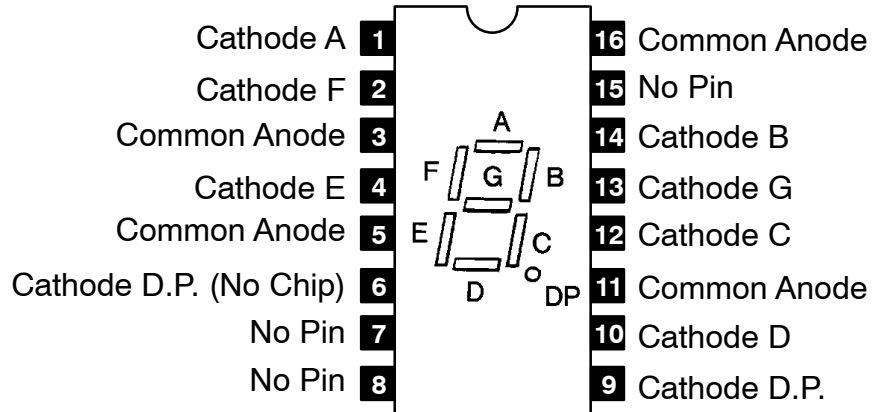 Cathode A 1
Cathode F 2
Common Anode 3
Cathode E 4
Common Anode 5
Cathode D.P. (No Chip) 6
No Pin 7
No Pin 8
A
F G B
E C
D DP
16 Common Anode
15 No Pin
14 Cathode B
13 Cathode G
12 Cathode C
11 Common Anode
10 Cathode D
9 Cathode D.P.